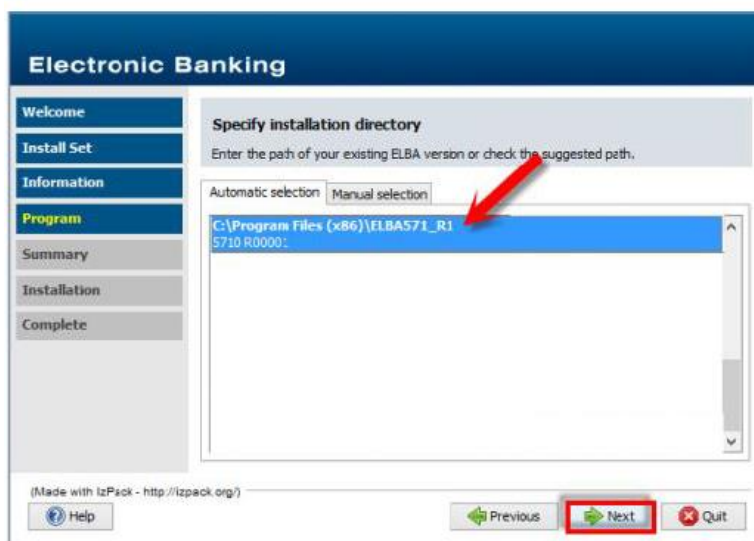 Electronic Banking
Welcome
Install Set
Information
Program
Summary
Installation
Complete
Specify installation directory
Enter the path of your existing ELBA version or check the suggested path.
Automatic selection
Manual selection
C:\Program Files (x86)\ELBA571_R1
5710 R00001
(Made with IzPack - http://izpack.org/)
Help
Previous
Next
Quit